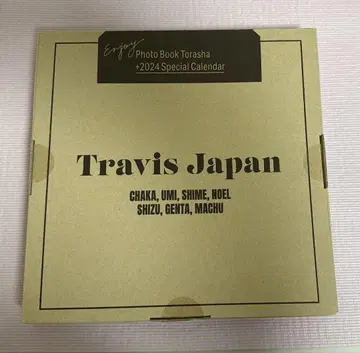 Enjoy
Photo Book Torasha
+2024 Special Calendar
Travis Japan
CHAKA, UMI, SHIME, NOEL
SHIZU, GENTA, MACHU